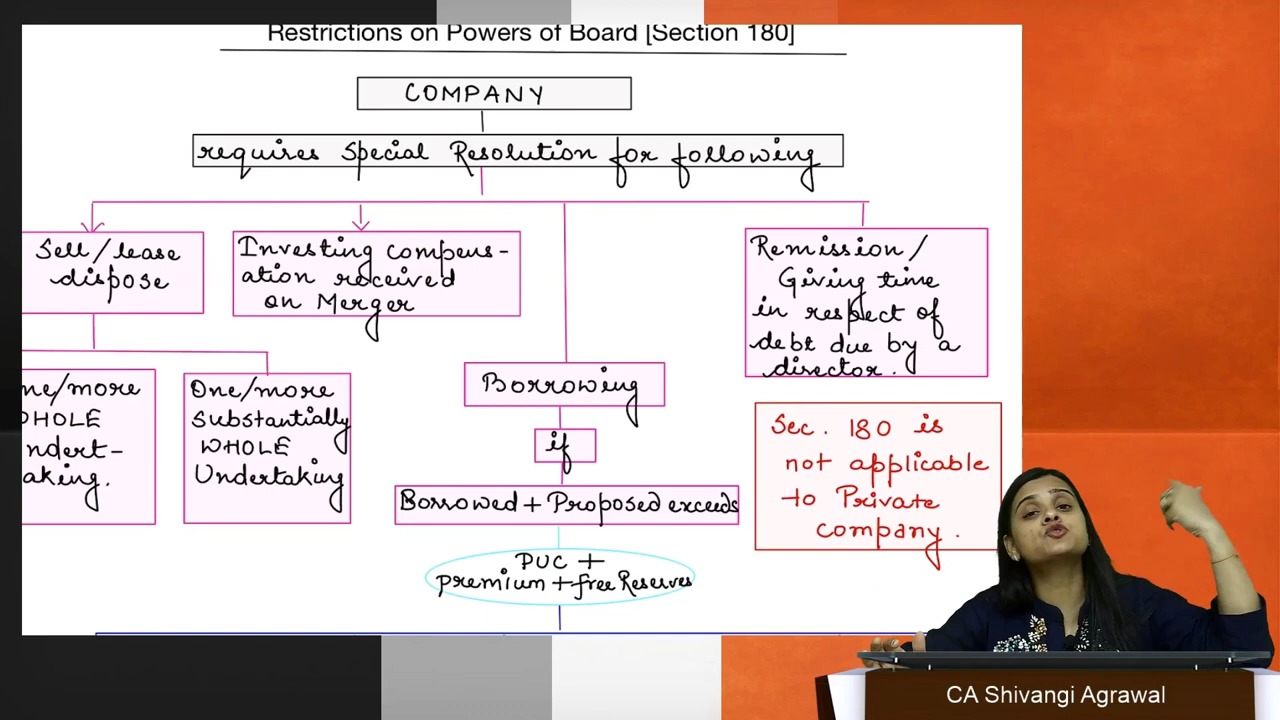 Restrictions on Powers of Board [Section 180]
COMPANY
requires Special Resolution for following
Sell/lease
dispose
Investing compens-
ation received
on Merger
Remission/
Giving time
in respect of
debt due by a
director.
ne/more
WHOLE
ndert-
aking.
One/more
Substantially
WHOLE
Undertaking
Borrowing
if
Borrowed + Proposed exceeds
PUC +
premium + free Reserves
Sec. 180 is
not applicable
to Private
company.
CA Shivangi Agrawal